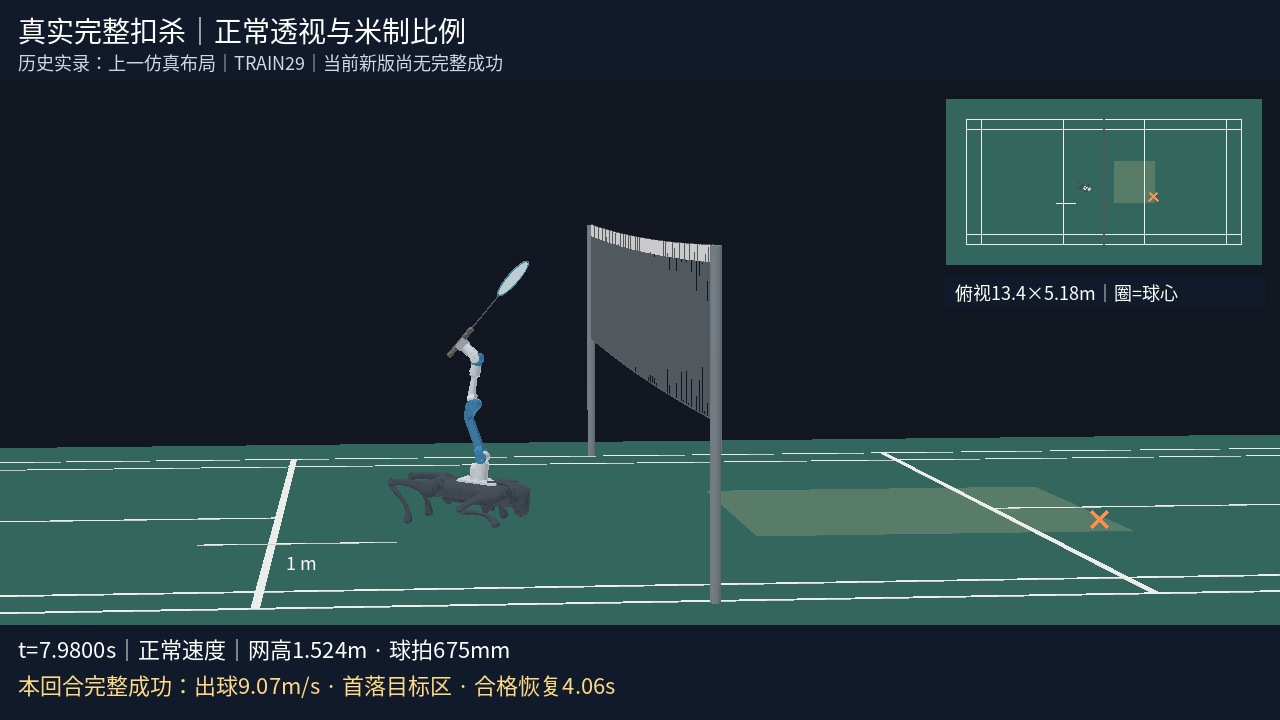 真实完整扣杀｜正常透视与米制比例
历史实录：上一仿真布局｜TRAIN29｜当前新版尚无完整成功
俯视13.4×5.18m｜圈=球心
1 m
t=7.9800s｜正常速度｜网高1.524m · 球拍675mm
本回合完整成功：出球9.07m/s · 首落目标区 · 合格恢复4.06s